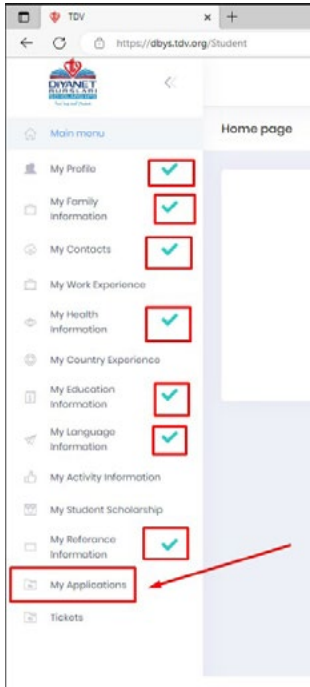 TDV
https://dbys.tdv.org/Student
DİYANET
BURSLARI
Main menu
Home page
My Profile
My Family
Information
My Contacts
My Work Experience
My Health
Information
My Country Experience
My Education
Information
My Language
Information
My Activity Information
My Student Scholarship
My Referance
Information
My Applications
Tickets